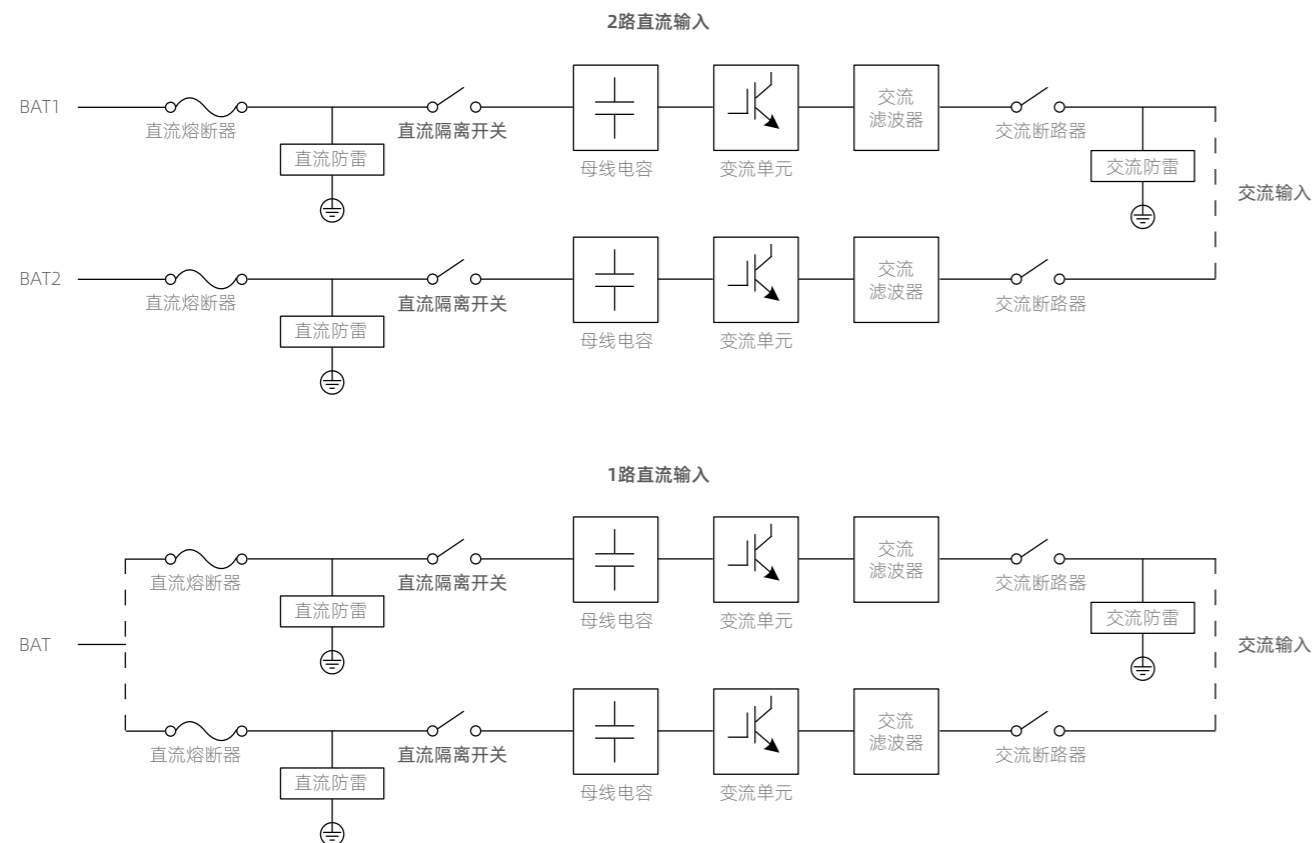 2路直流输入
BAT1
直流熔断器
直流防雷
直流隔离开关
母线电容
变流单元
交流
滤波器
交流断路器
交流防雷
交流输入
BAT2
直流熔断器
直流防雷
直流隔离开关
母线电容
变流单元
交流
滤波器
交流断路器
1路直流输入
BAT
直流熔断器
直流防雷
直流隔离开关
母线电容
变流单元
交流
滤波器
交流断路器
交流防雷
交流输入
直流熔断器
直流防雷
直流隔离开关
母线电容
变流单元
交流
滤波器
交流断路器